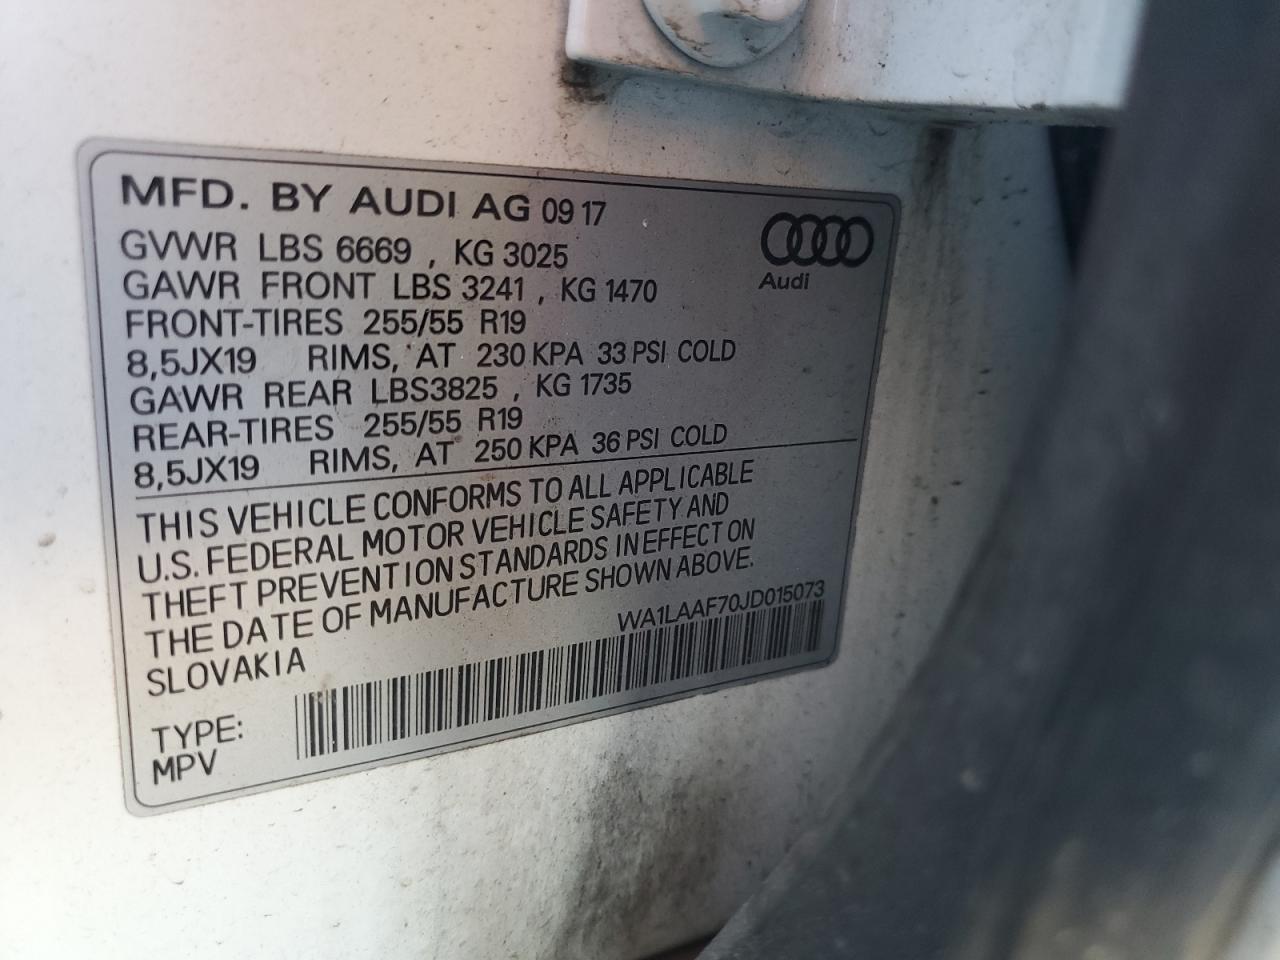 MFD. BY AUDI AG 09 17
GVWR LBS 6669 , KG 3025
Audi
GAWR FRONT LBS 3241 , KG 1470
FRONT-TIRES 255/55 R19
8,5JX19 RIMS, AT 230 KPA 33 PSI COLD
GAWR REAR LBS3825 , KG 1735
REAR-TIRES 255/55 R19
8,5JX19 RIMS, AT 250 KPA 36 PSI COLD
THIS VEHICLE CONFORMS TO ALL APPLICABLE
U.S. FEDERAL MOTOR VEHICLE SAFETY AND
THEFT PREVENTION STANDARDS IN EFFECT ON
THE DATE OF MANUFACTURE SHOWN ABOVE.
SLOVAKIA
WA1LAAF70JD015073
TYPE:
MPV